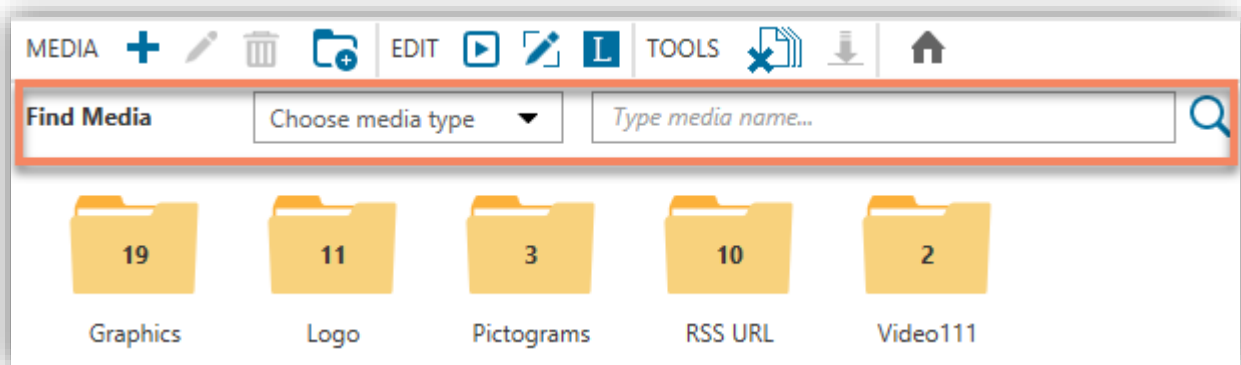 MEDIA EDIT L TOOLS
Find Media Choose media type Type media name...
19 11 3 10 2
Graphics Logo Pictograms RSS URL Video111